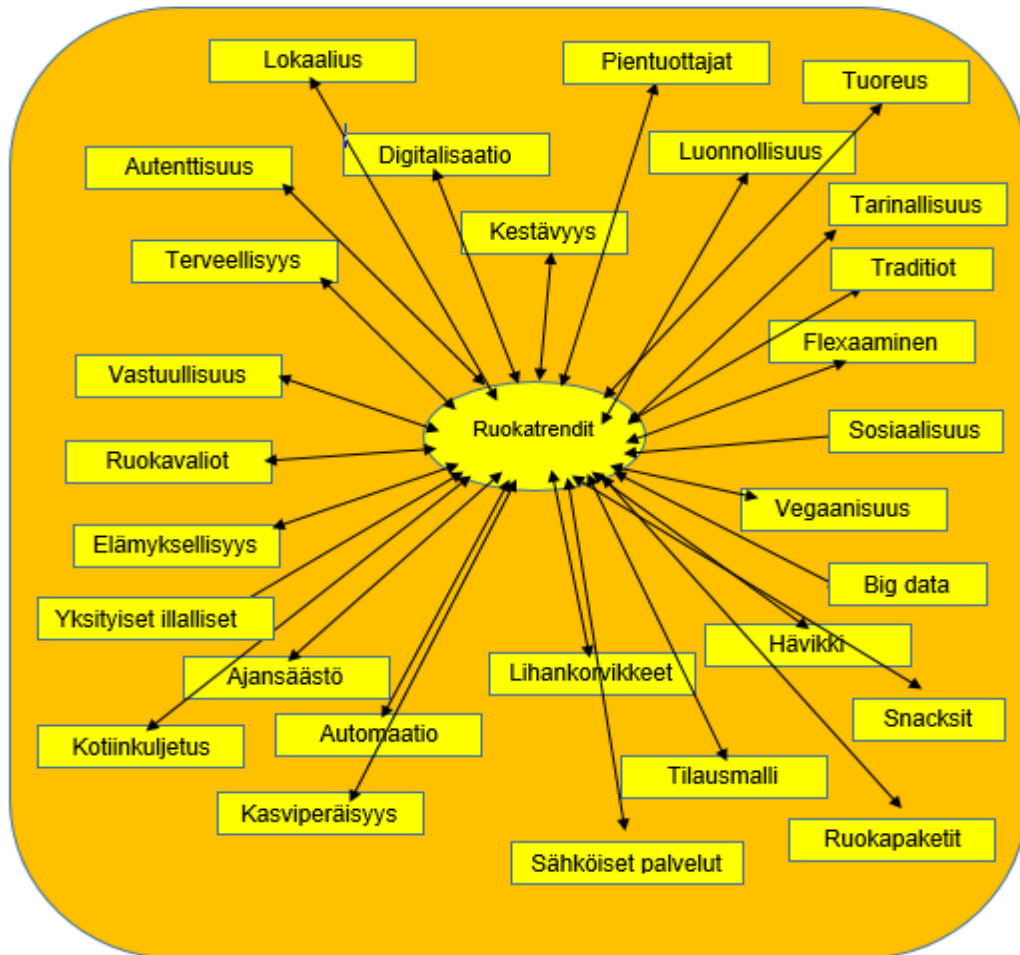 Lokaalius
Pientuottajat
Tuoreus
Digitalisaatio
Luonnollisuus
Autenttisuus
Tarinallisuus
Kestävyys
Terveellisyys
Traditiot
Flexaaminen
Vastuullisuus
Ruokatrendit
Sosiaalisuus
Ruokavaliot
Vegaanisuus
Elämyksellisyys
Big data
Yksityiset illalliset
Hävikki
Ajansäästö
Lihankorvikkeet
Snacksit
Automaatio
Kotiinkuljetus
Tilausmalli
Kasviperäisyys
Ruokapaketit
Sähköiset palvelut